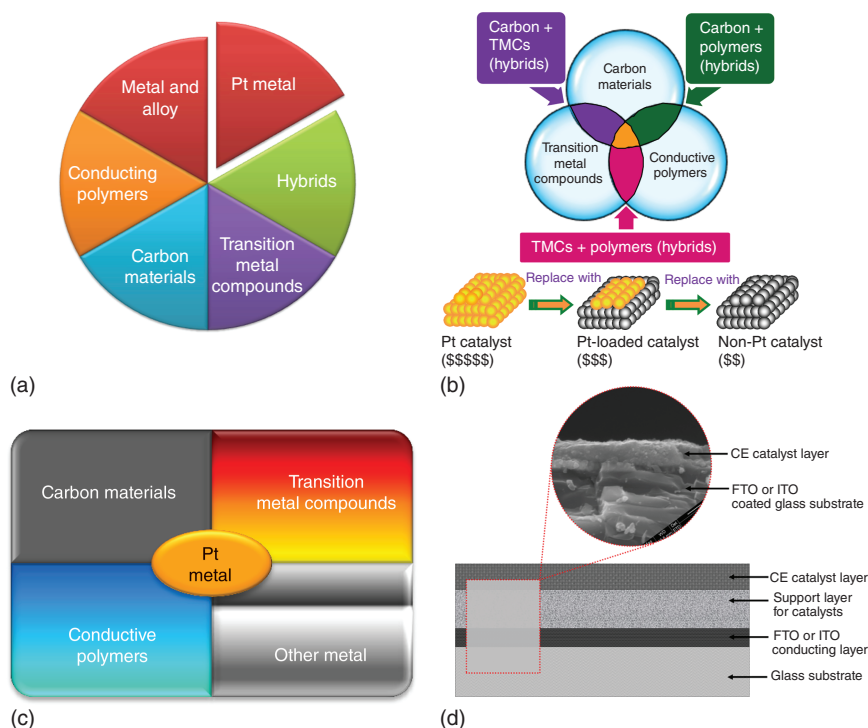 Metal and
alloy
Pt metal
Conducting
polymers
Hybrids
Carbon
materials
Transition
metal
compounds
(a)
Carbon +
TMCs
(hybrids)
Carbon +
polymers
(hybrids)
Carbon
materials
Transition
metal
compounds
Conductive
polymers
TMCs + polymers (hybrids)
Replace with
Replace with
Pt catalyst
($$$$$)
Pt-loaded catalyst
($$$)
Non-Pt catalyst
($$)
(b)
Carbon materials
Transition
metal compounds
Pt
metal
Conductive
polymers
Other metal
(c)
CE catalyst layer
FTO or ITO
coated glass substrate
CE catalyst layer
Support layer
for catalysts
FTO or ITO
conducting layer
Glass substrate
(d)